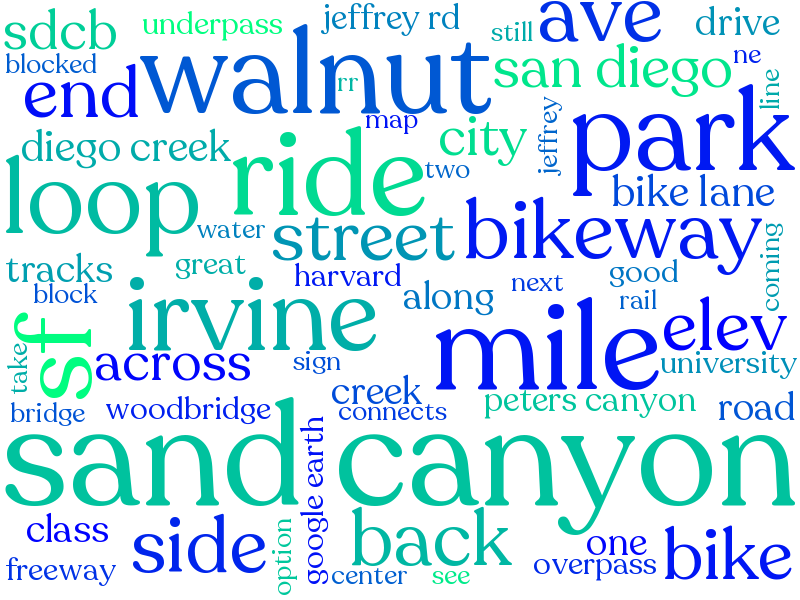 sdcb
underpass
jeffrey rd
still
ave
drive
blocked
end
walnut
rr
san diego
ne
line
map
park
diego creek
ride
city
two
jeffrey
bike lane
loop
water
street
bikeway
tracks
great
harvard
next
good
coming
block
irvine
along
rail
sf
across
mile
elev
take
sign
university
bridge
woodbridge
creek
connects
peters canyon
road
sand canyon
google earth
class
side
option
back
one
bike
freeway
center
see
overpass